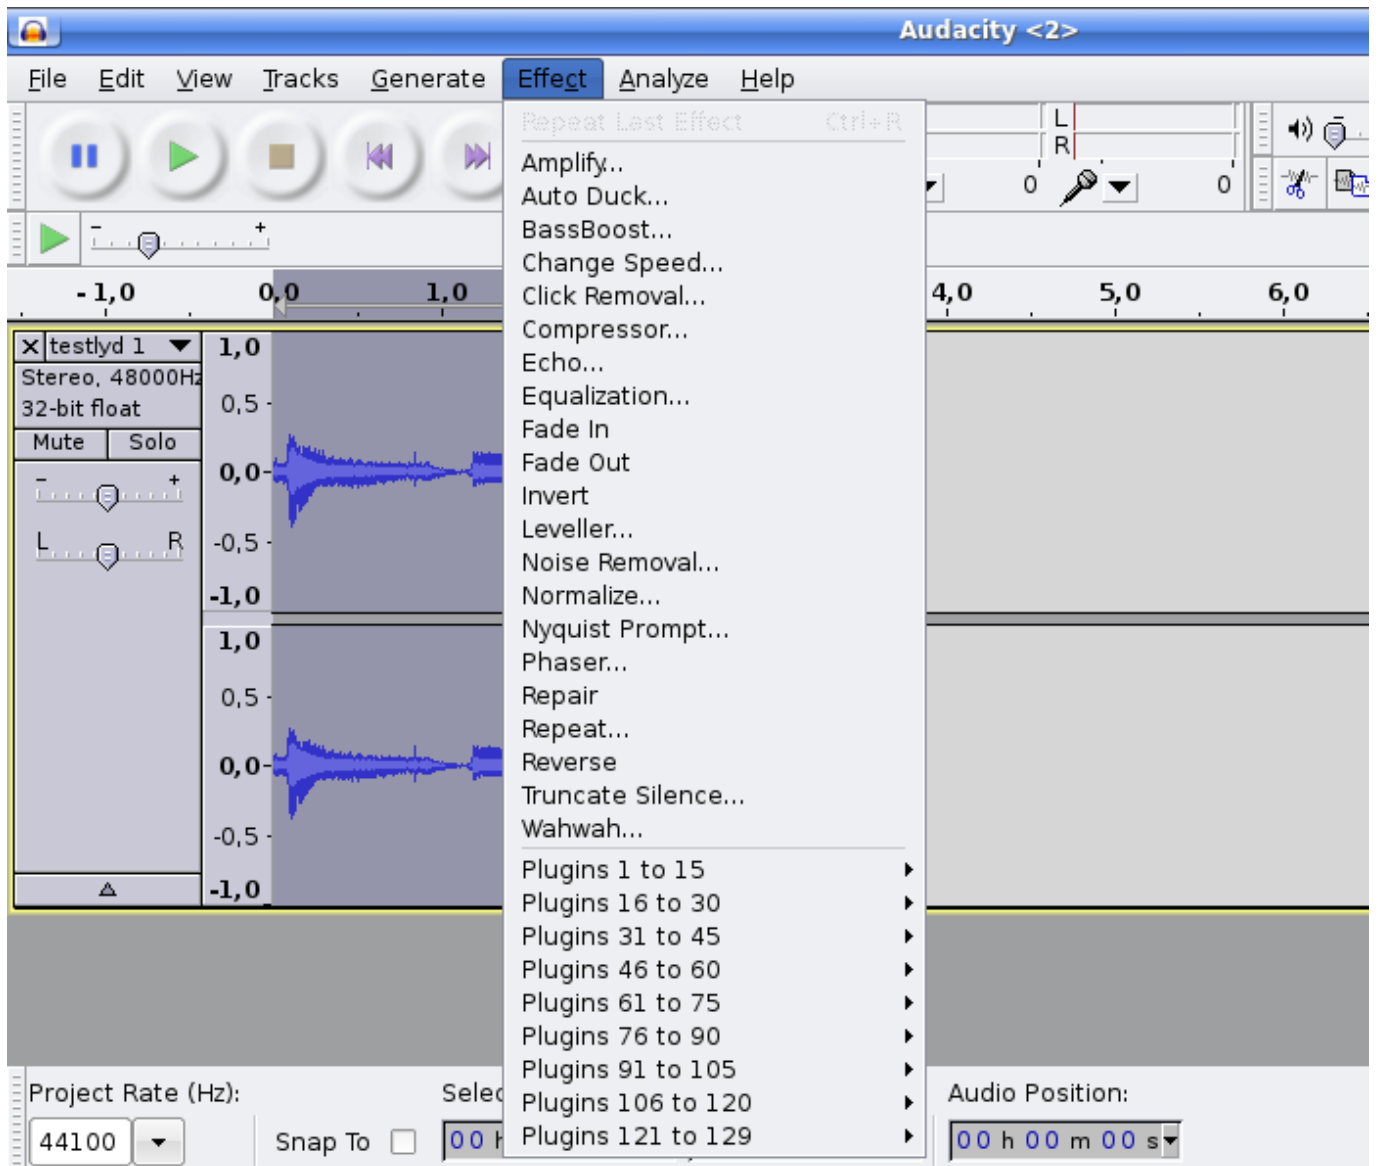 Audacity <2>
File Edit View Tracks Generate Effect Analyze Help
Repeat Last Effect Ctrl+R
Amplify...
Auto Duck...
BassBoost...
Change Speed...
Click Removal...
Compressor...
Echo...
Equalization...
Fade In
Fade Out
Invert
Leveller...
Noise Removal...
Normalize...
Nyquist Prompt...
Phaser...
Repair
Repeat...
Reverse
Truncate Silence...
Wahwah...
Plugins 1 to 15
Plugins 16 to 30
Plugins 31 to 45
Plugins 46 to 60
Plugins 61 to 75
Plugins 76 to 90
Plugins 91 to 105
Plugins 106 to 120
Plugins 121 to 129
L
R
0 0
- +
- 1,0 0,0 1,0 4,0 5,0 6,0
X testlyd 1
Stereo, 48000Hz
32-bit float
Mute Solo
- +
L R
1,0
0,5
0,0
-0,5
-1,0
1,0
0,5
0,0
-0,5
-1,0
Project Rate (Hz):
44100
Snap To
00
Audio Position:
00 h 00 m 00 s